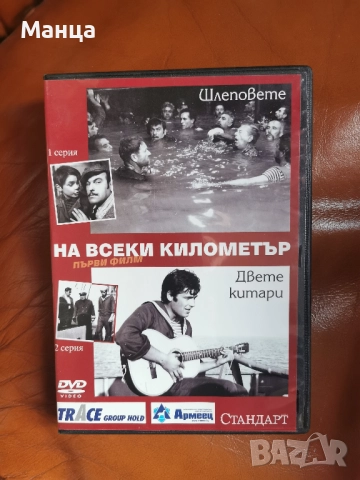 Манца
Шлеповете
1 серия
НА ВСЕКИ КИЛОМЕТЪР
ПЪРВИ ФИЛМ
Двете
китари
2 серия
DVD
VIDEO
TRACE GROUP HOLD
Армеец
СТАНДАРТ
BAZAR